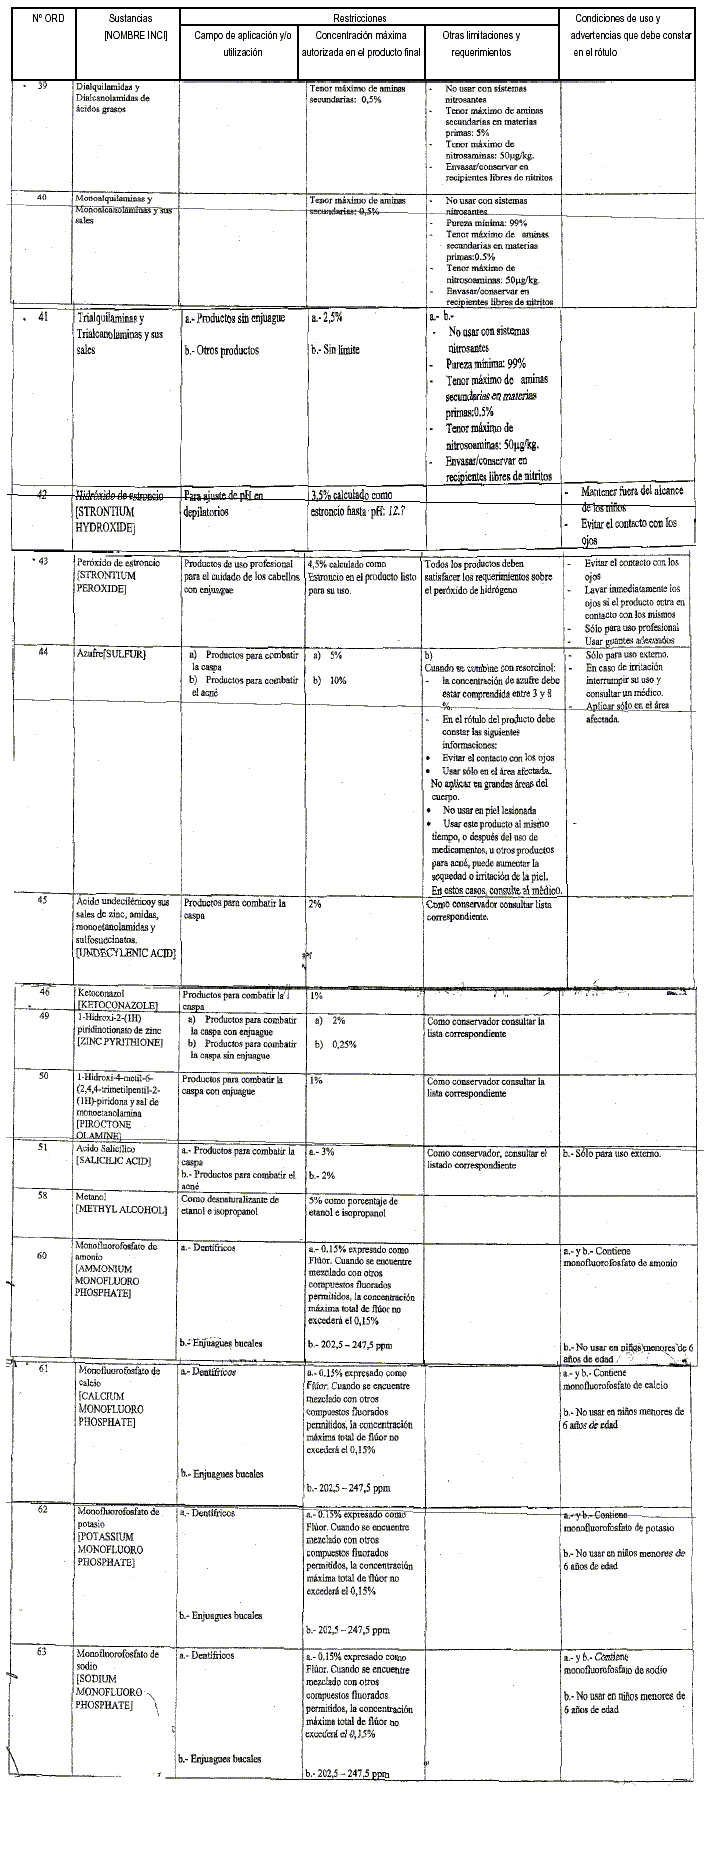 Nº ORD
Sustancias
[NOMBRE INCI]
Restricciones
Campo de aplicación y/o
utilización
Concentración máxima
autorizada en el producto final
Otras limitaciones y
requerimientos
Condiciones de uso y
advertencias que debe constar
en el rótulo
39
Dialquilamidas y
Dialcanolamidas de
ácidos grasos
Tenor máximo de aminas
secundarias: 0,5%
- No usar con sistemas
nitrosantes
- Tenor máximo de aminas
secundarias en materias
primas: 5%
- Tenor máximo de
nitrosaminas: 50µg/kg.
- Envasar/conservar en
recipientes libres de nitritos
40
Monoalquilaminas y
Monoalcanolaminas y sus
sales
Tenor máximo de aminas
secundarias: 0,5%
- No usar con sistemas
nitrosantes
- Pureza mínima: 99%
- Tenor máximo de aminas
secundarias en materias
primas:0.5%
- Tenor máximo de
nitrosoaminas: 50µg/kg.
- Envasar/conservar en
recipientes libres de nitritos
41
Trialquilaminas y
Trialcanolaminas y sus
sales
a.- Productos sin enjuague
b.- Otros productos
a.- 2,5%
b.- Sin límite
a.- b.-
- No usar con sistemas
nitrosantes
- Pureza mínima: 99%
- Tenor máximo de aminas
secundarias en materias
primas:0.5%
- Tenor máximo de
nitrosoaminas: 50µg/kg.
- Envasar/conservar en
recipientes libres de nitritos
42
Hidróxido de estroncio
[STRONTIUM
HYDROXIDE]
Para ajuste de pH en
depilatorios
3,5% calculado como
estroncio hasta pH: 12.7
- Mantener fuera del alcance
de los niños
- Evitar el contacto con los
ojos
43
Peróxido de estroncio
[STRONTIUM
PEROXIDE]
Productos de uso profesional
para el cuidado de los cabellos
con enjuague
4,5% calculado como
Estroncio en el producto listo
para su uso.
Todos los productos deben
satisfacer los requerimientos sobre
el peróxido de hidrógeno
- Evitar el contacto con los
ojos
- Lavar inmediatamente los
ojos si el producto entra en
contacto con los mismos
- Sólo para uso profesional
- Usar guantes adecuados
44
Azufre[SULFUR]
a) Productos para combatir
la caspa
b) Productos para combatir
el acné
a) 5%
b) 10%
b)
Cuando se combine con resorcinol:
- la concentración de azufre debe
estar comprendida entre 3 y 8
%.
- En el rótulo del producto debe
constar las siguientes
informaciones:
• Evitar el contacto con los ojos
• Usar sólo en el área afectada.
No aplicar en grandes áreas del
cuerpo.
• No usar en piel lesionada
• Usar este producto al mismo
tiempo, o después del uso de
medicamentos, u otros productos
para acné, puede aumentar la
sequedad o irritación de la piel.
En estos casos, consulte al médico.
- Sólo para uso externo.
- En caso de irritación
interrumpir su uso y
consultar un médico.
- Aplicar sólo en el área
afectada.
45
Acido undecilénicoy sus
sales de zinc, amidas,
monoetanolamidas y
sulfosuccinatos.
[UNDECYLENIC ACID]
Productos para combatir la
caspa
2%
Como conservador consultar lista
correspondiente.
46
Ketoconazol
[KETOCONAZOLE]
Productos para combatir la
caspa
1%
49
1-Hidroxi-2-(1H)
piridinotionato de zinc
[ZINC PYRITHIONE]
a) Productos para combatir
la caspa con enjuague
b) Productos para combatir
la caspa sin enjuague
a) 2%
b) 0,25%
Como conservador consultar la
lista correspondiente
50
1-Hidroxi-4-metil-6-
(2,4,4-trimetilpentil-2-
(1H)-piridona y sal de
monoetanolamina
[PIROCTONE
OLAMINE]
Productos para combatir la
caspa con enjuague
1%
Como conservador consultar la
lista correspondiente
51
Acido Salicílico
[SALICILIC ACID]
a.- Productos para combatir la
caspa
b.- Productos para combatir el
acné
a.- 3%
b.- 2%
Como conservador, consultar el
listado correspondiente
b.- Sólo para uso externo.
58
Metanol
[METHYL ALCOHOL]
Como desnaturalizante de
etanol e isopropanol
5% como porcentaje de
etanol e isopropanol
60
Monofluorofosfato de
amonio
[AMMONIUM
MONOFLUORO
PHOSPHATE]
a.- Dentífricos
b.- Enjuagues bucales
a.- 0.15% expresado como
Flúor. Cuando se encuentre
mezclado con otros
compuestos fluorados
permitidos, la concentración
máxima total de flúor no
excederá el 0,15%
b.- 202,5 – 247,5 ppm
a.- y b.- Contiene
monofluorofosfato de amonio
b.- No usar en niños menores de 6
años de edad
61
Monofluorofosfato de
calcio
[CALCIUM
MONOFLUORO
PHOSPHATE]
a.- Dentífricos
b.- Enjuagues bucales
a.- 0.15% expresado como
Flúor. Cuando se encuentre
mezclado con otros
compuestos fluorados
permitidos, la concentración
máxima total de flúor no
excederá el 0,15%
b.- 202,5 – 247,5 ppm
a.- y b.- Contiene
monofluorofosfato de calcio
b.- No usar en niños menores de
6 años de edad
62
Monofluorofosfato de
potasio
[POTASSIUM
MONOFLUORO
PHOSPHATE]
a.- Dentífricos
b.- Enjuagues bucales
a.- 0.15% expresado como
Flúor. Cuando se encuentre
mezclado con otros
compuestos fluorados
permitidos, la concentración
máxima total de flúor no
excederá el 0,15%
b.- 202,5 – 247,5 ppm
a.- y b.- Contiene
monofluorofosfato de potasio
b.- No usar en niños menores de
6 años de edad
63
Monofluorofosfato de
sodio
[SODIUM
MONOFLUORO
PHOSPHATE]
a.- Dentífricos
b.- Enjuagues bucales
a.- 0.15% expresado como
Flúor. Cuando se encuentre
mezclado con otros
compuestos fluorados
permitidos, la concentración
máxima total de flúor no
excederá el 0,15%
b.- 202,5 – 247,5 ppm
a.- y b.- Contiene
monofluorofosfato de sodio
b.- No usar en niños menores de
6 años de edad